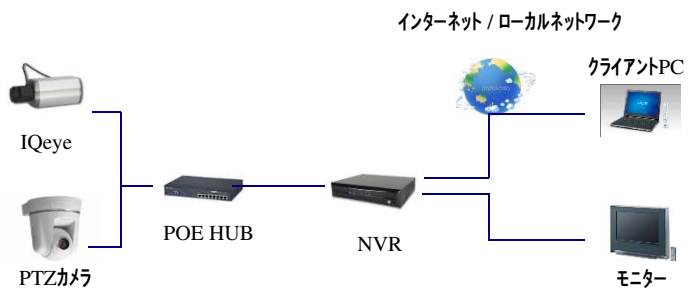 インターネット / ローカルネットワーク
クライアントPC
IQeye
POE HUB
NVR
PTZカメラ
モニター